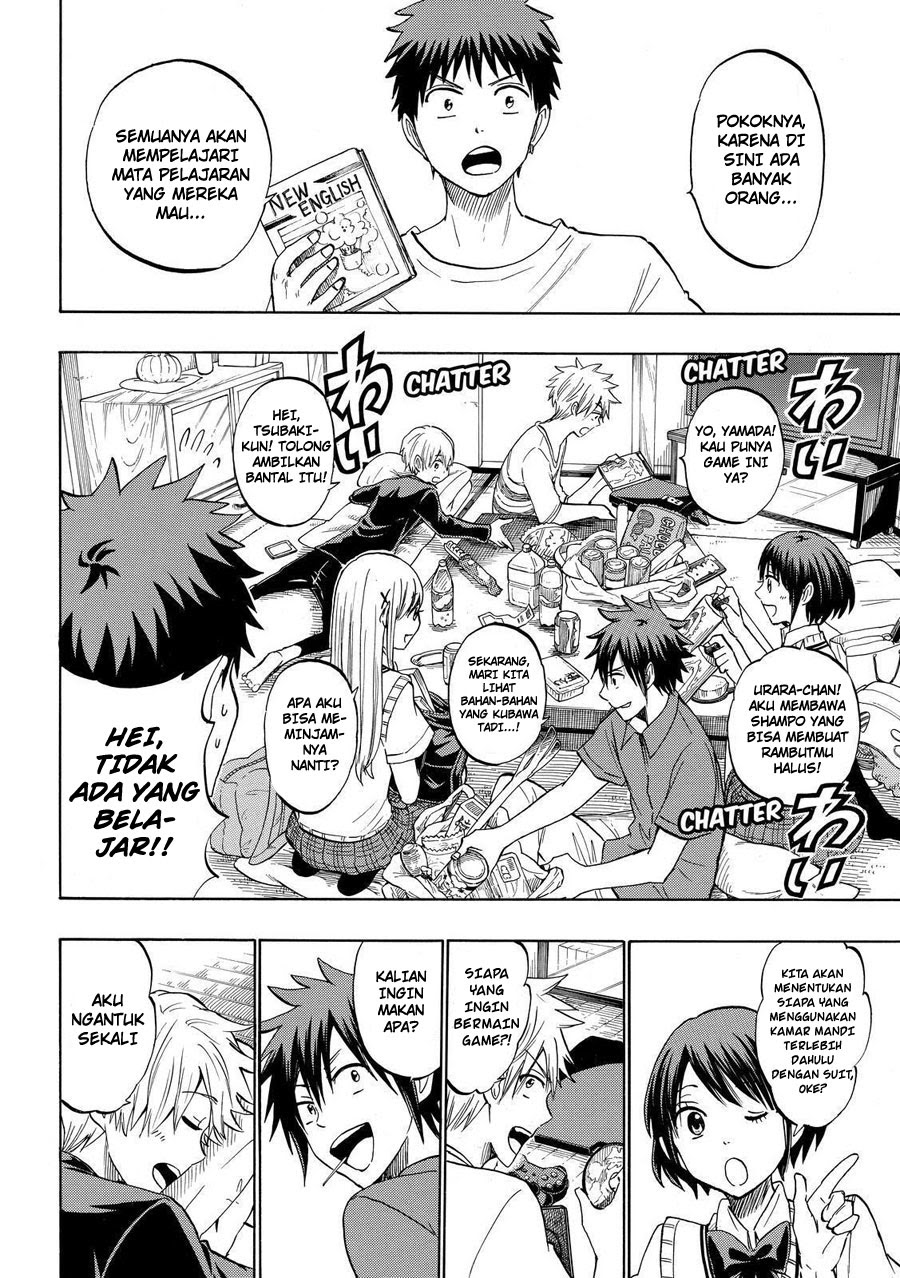 POKOKNYA,
KARENA DI
SINI ADA
BANYAK
ORANG...
SEMUANYA AKAN
MEMPELAJARI
MATA PELAJARAN
YANG MEREKA
MAU...
NEW
ENGLISH
わい
CHATTER
CHATTER
わい
YO, YAMADA!
KAU PUNYA
GAME INI
YA?
HEI,
TSUBAKI-
KUN! TOLONG
AMBILKAN
BANTAL ITU!
URARA-CHAN!
AKU MEMBAWA
SHAMPO YANG
BISA MEMBUAT
RAMBUTMU
HALUS!
SEKARANG,
MARI KITA
LIHAT
BAHAN-BAHAN
YANG KUBAWA
TADI...!
APA AKU
BISA ME-
MINJAM-
NYA
NANTI?
CHATTER
わい
HEI,
TIDAK
ADA YANG
BELA-
JAR!!
KITA AKAN
MENENTUKAN
SIAPA YANG
MENGGUNAKAN
KAMAR MANDI
TERLEBIH
DAHULU
DENGAN SUIT,
OKE?
SIAPA
YANG
INGIN
BERMAIN
GAME?!
KALIAN
INGIN
MAKAN
APA?
AKU
NGANTUK
SEKALI